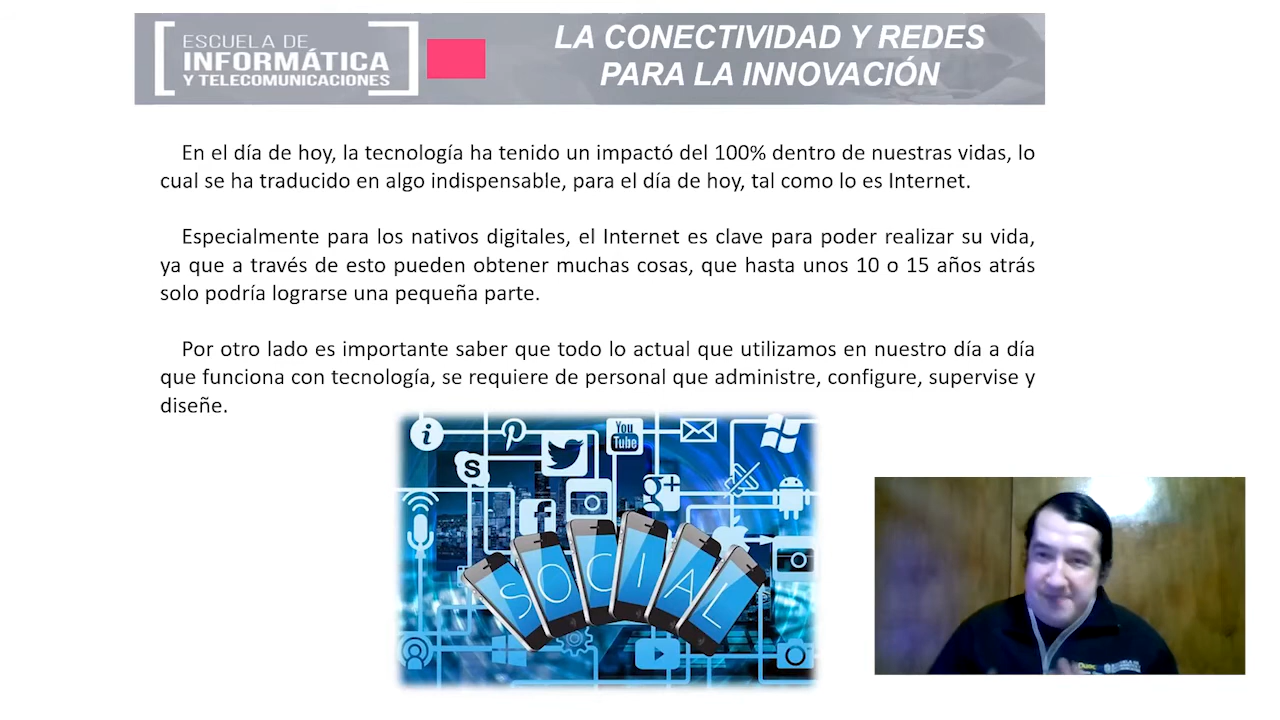 ESCUELA DE
INFORMÁTICA
Y TELECOMUNICACIONES
LA CONECTIVIDAD Y REDES
PARA LA INNOVACIÓN
En el día de hoy, la tecnología ha tenido un impactó del 100% dentro de nuestras vidas, lo
cual se ha traducido en algo indispensable, para el día de hoy, tal como lo es Internet.
Especialmente para los nativos digitales, el Internet es clave para poder realizar su vida,
ya que a través de esto pueden obtener muchas cosas, que hasta unos 10 o 15 años atrás
solo podría lograrse una pequeña parte.
Por otro lado es importante saber que todo lo actual que utilizamos en nuestro día a día
que funciona con tecnología, se requiere de personal que administre, configure, supervise y
diseñe.
You
Tube
SOCIAL
Duoc